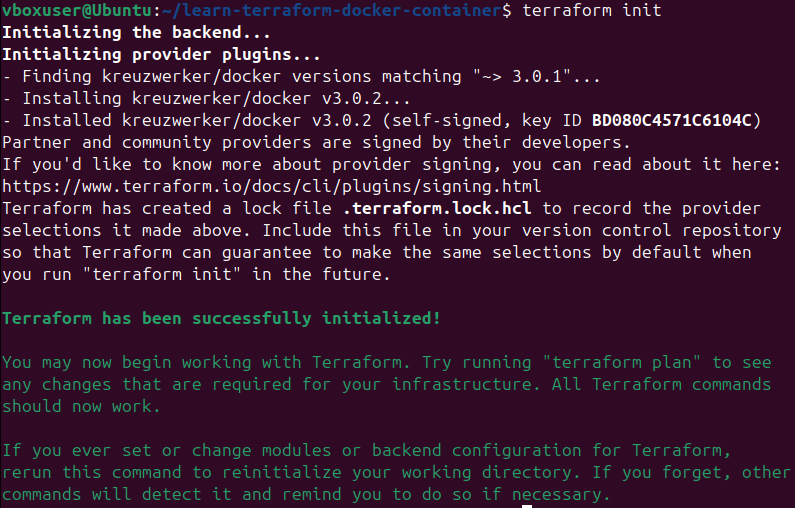 vboxuser@Ubuntu:~/learn-terraform-docker-container$ terraform init
Initializing the backend...
Initializing provider plugins...
- Finding kreuzwerker/docker versions matching "~> 3.0.1"...
- Installing kreuzwerker/docker v3.0.2...
- Installed kreuzwerker/docker v3.0.2 (self-signed, key ID BD080C4571C6104C)
Partner and community providers are signed by their developers.
If you'd like to know more about provider signing, you can read about it here:
https://www.terraform.io/docs/cli/plugins/signing.html
Terraform has created a lock file .terraform.lock.hcl to record the provider
selections it made above. Include this file in your version control repository
so that Terraform can guarantee to make the same selections by default when
you run "terraform init" in the future.
Terraform has been successfully initialized!
You may now begin working with Terraform. Try running "terraform plan" to see
any changes that are required for your infrastructure. All Terraform commands
should now work.
If you ever set or change modules or backend configuration for Terraform,
rerun this command to reinitialize your working directory. If you forget, other
commands will detect it and remind you to do so if necessary.